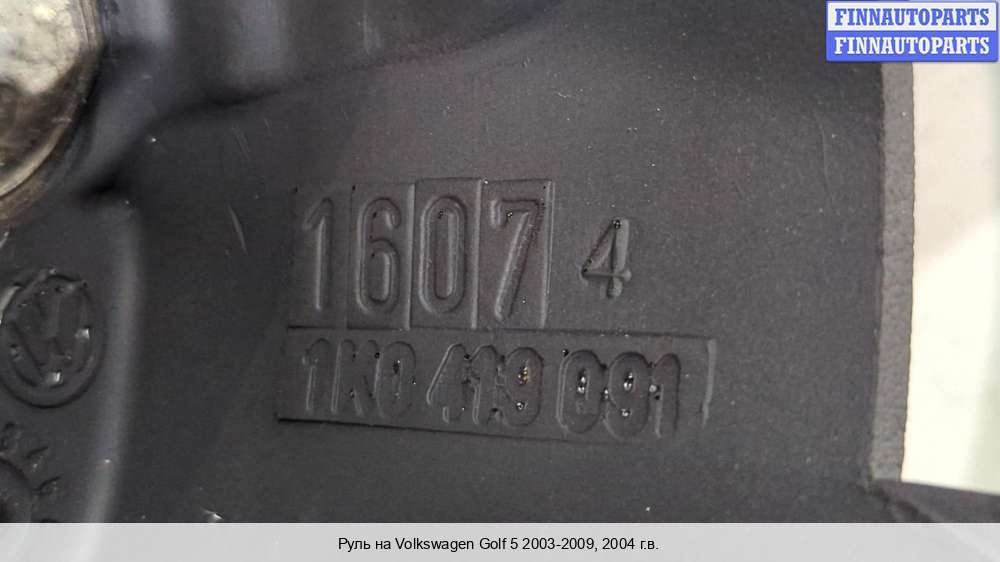 FINNAUTOPARTS
FINNAUTOPARTS
1607 4
1K0 419 091
Руль на Volkswagen Golf 5 2003-2009, 2004 г.в.